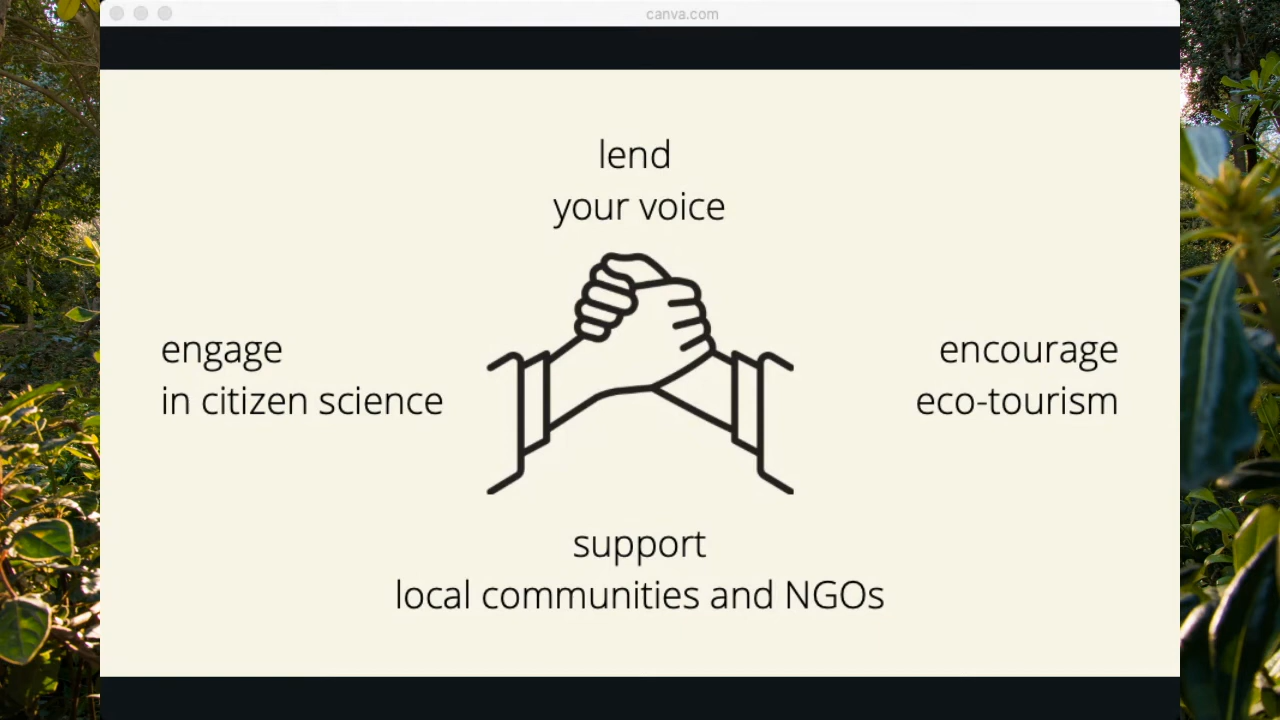 canva.com
lend
your voice
engage
in citizen science
encourage
eco-tourism
support
local communities and NGOs